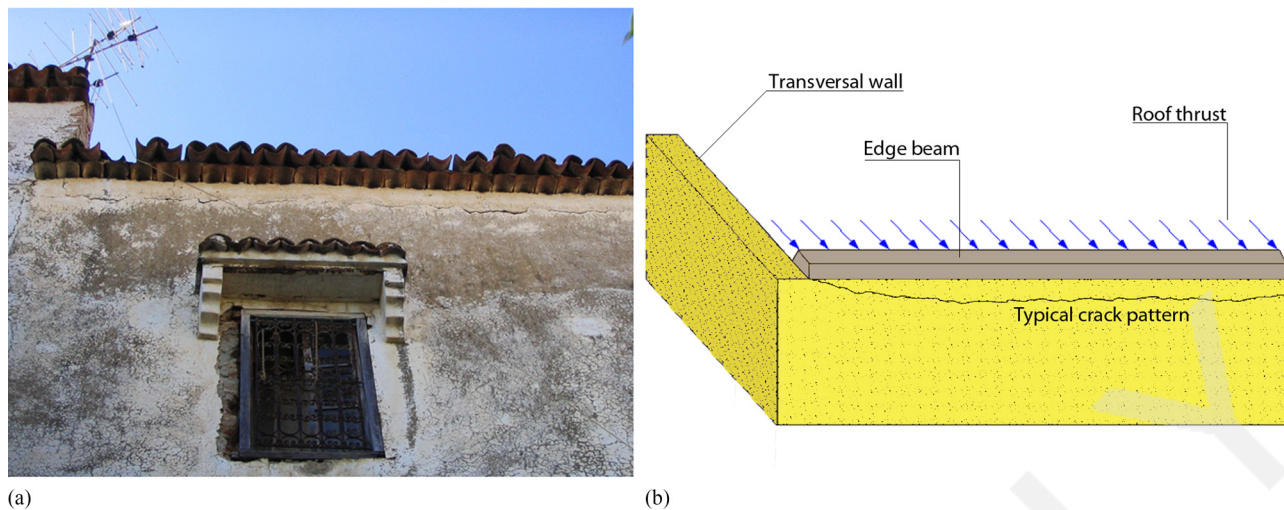 Transversal wall
Roof thrust
Edge beam
Typical crack pattern
(a)
(b)